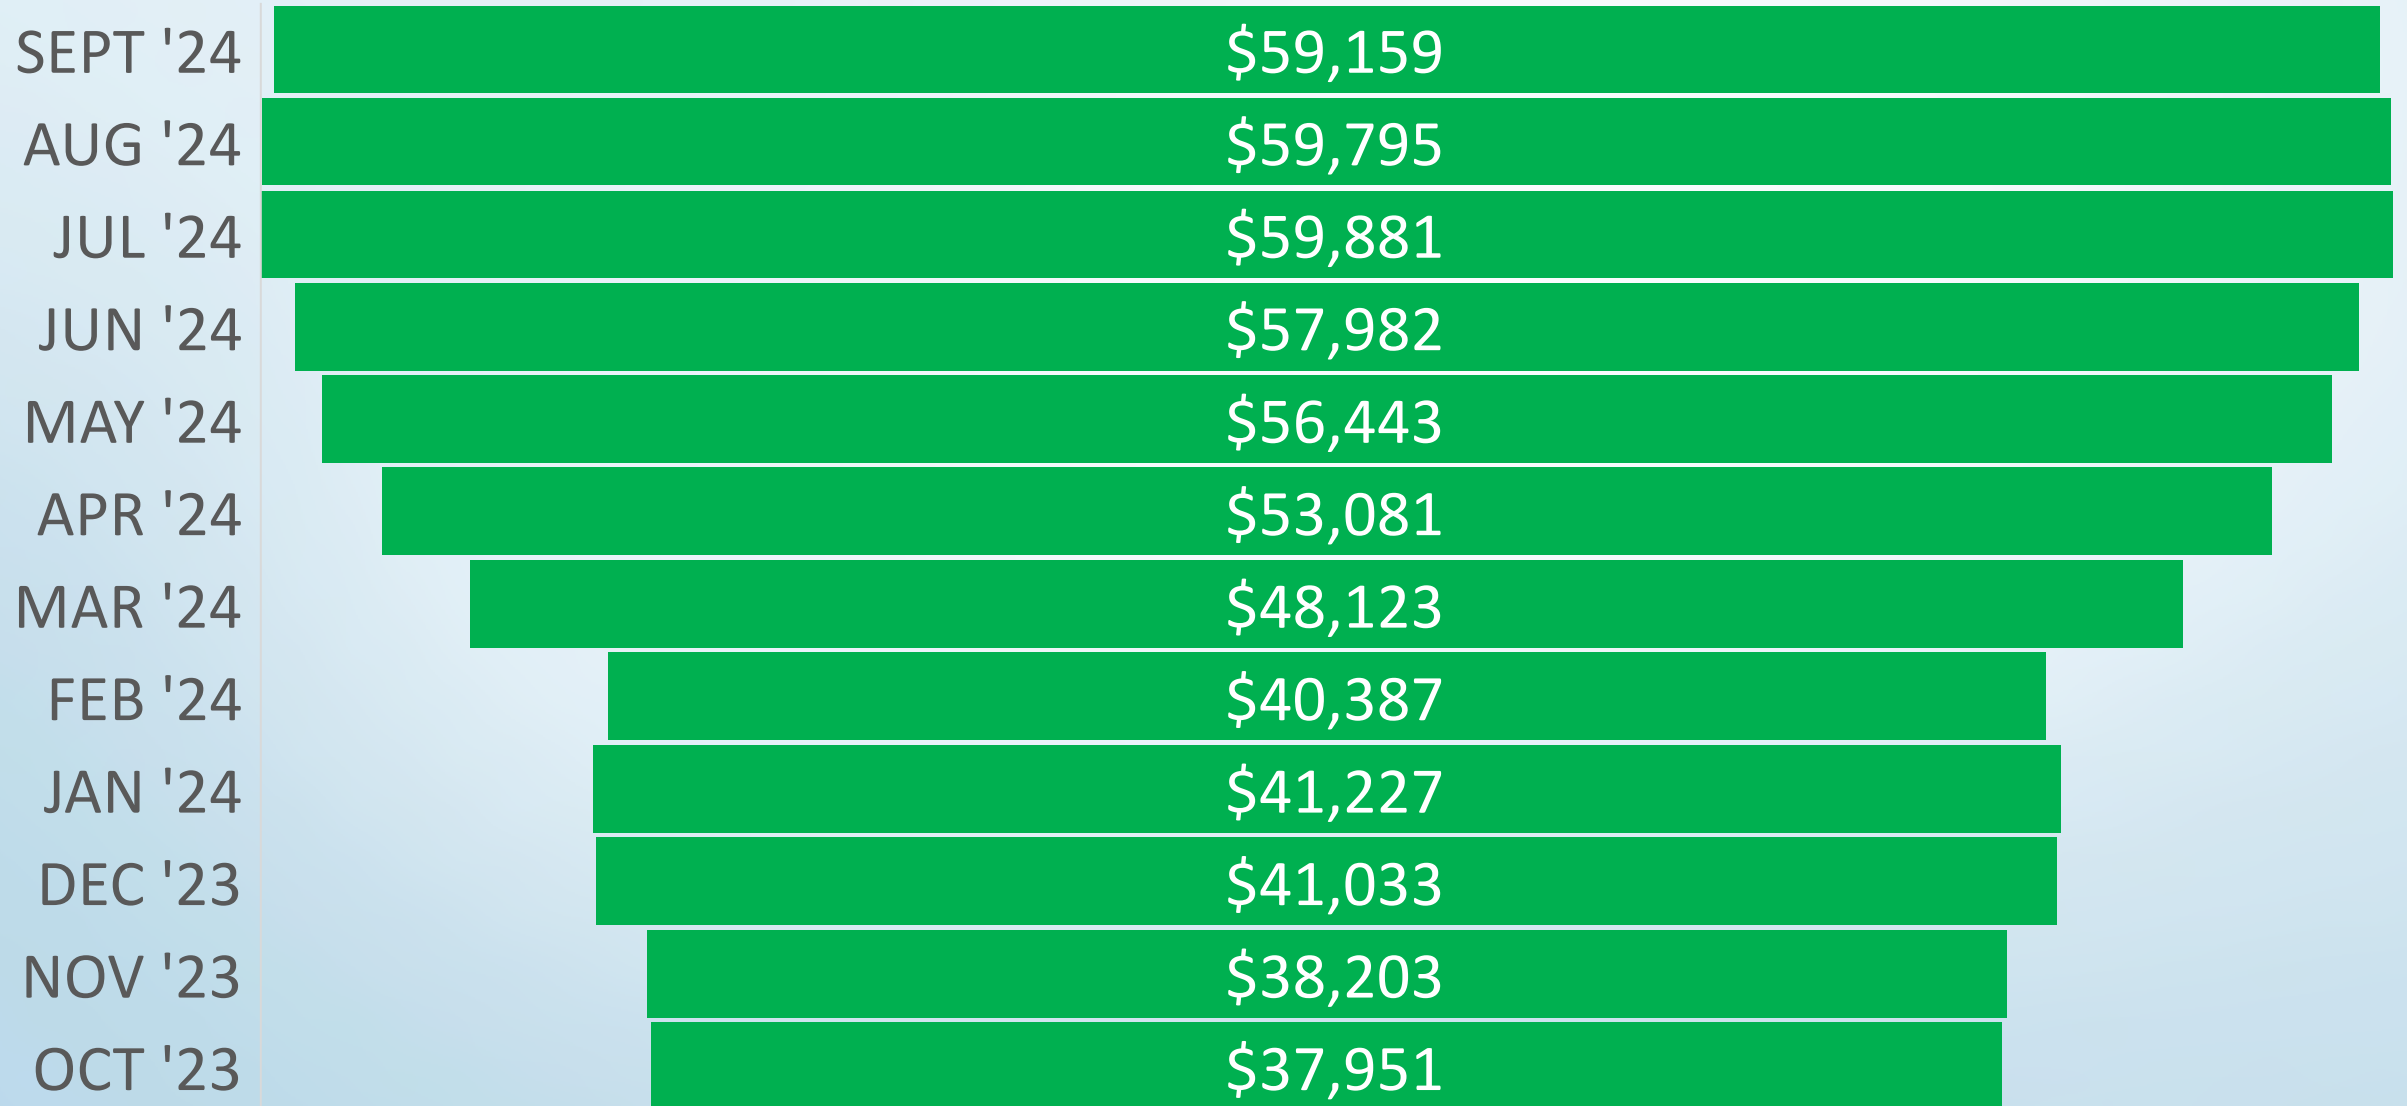 SEPT '24 $59,159
AUG '24 $59,795
JUL '24 $59,881
JUN '24 $57,982
MAY '24 $56,443
APR '24 $53,081
MAR '24 $48,123
FEB '24 $40,387
JAN '24 $41,227
DEC '23 $41,033
NOV '23 $38,203
OCT '23 $37,951